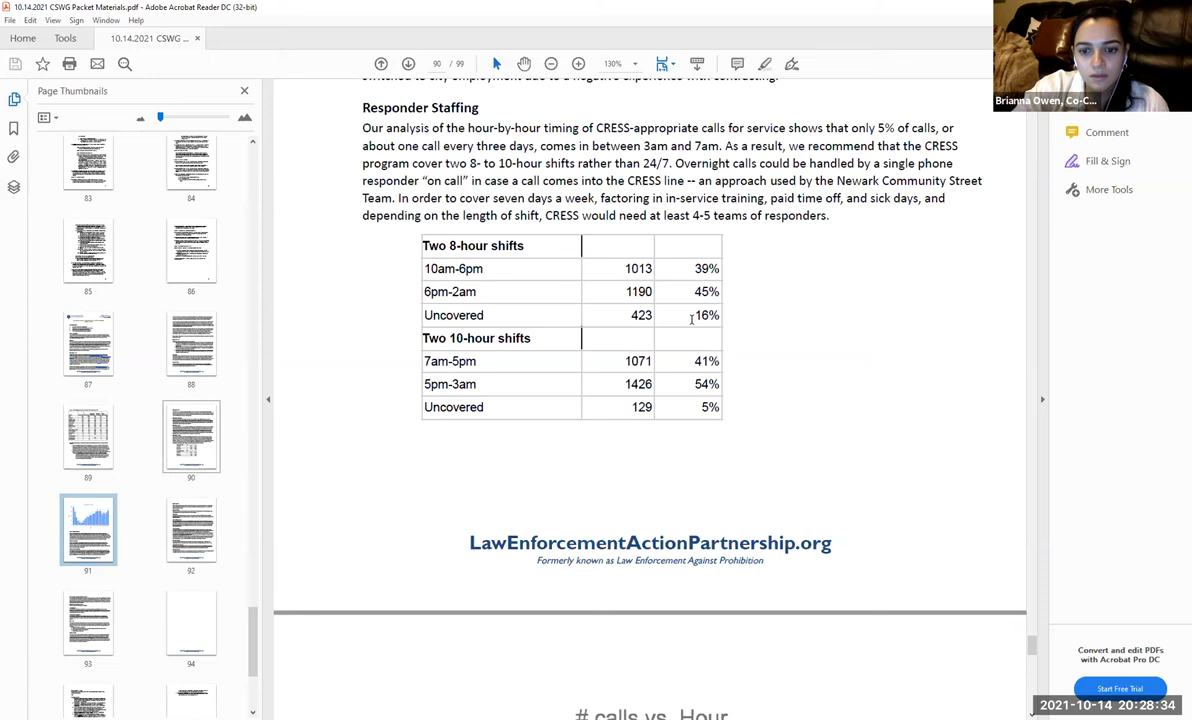 10.14.2021 CSWG Packet Materials.pdf - Adobe Acrobat Reader DC (32-bit)
File Edit View Sign Window Help
Home Tools 10.14.2021 CSWG ... ×
90 / 99 130%
Page Thumbnails
83 84
85 86
87 88
89 90
91 92
93 94
Responder Staffing
Our analysis of the hour-by-hour timing of CRESS-appropriate calls for service shows that only 5% of calls, or
about one call every three days, comes in between 3am and 7am. As a result, we recommend that the CRESS
program cover two 8- to 10-hour shifts rather than 24/7. Overnight calls could be handled by a single phone
responder “on call” in case a call comes into the CRESS line -- an approach used by the Newark Community Street
Team. In order to cover seven days a week, factoring in in-service training, paid time off, and sick days, and
depending on the length of shift, CRESS would need at least 4-5 teams of responders.
Two 8-hour shifts
10am-6pm 1013 39%
6pm-2am 1190 45%
Uncovered 423 16%
Two 10-hour shifts
7am-5pm 1071 41%
5pm-3am 1426 54%
Uncovered 129 5%
LawEnforcementActionPartnership.org
Formerly known as Law Enforcement Against Prohibition
# calls vs. Hour
Brianna Owen, Co-C...
Comment
Fill & Sign
More Tools
Convert and edit PDFs
with Acrobat Pro DC
Start Free Trial
2021-10-14 20:28:34